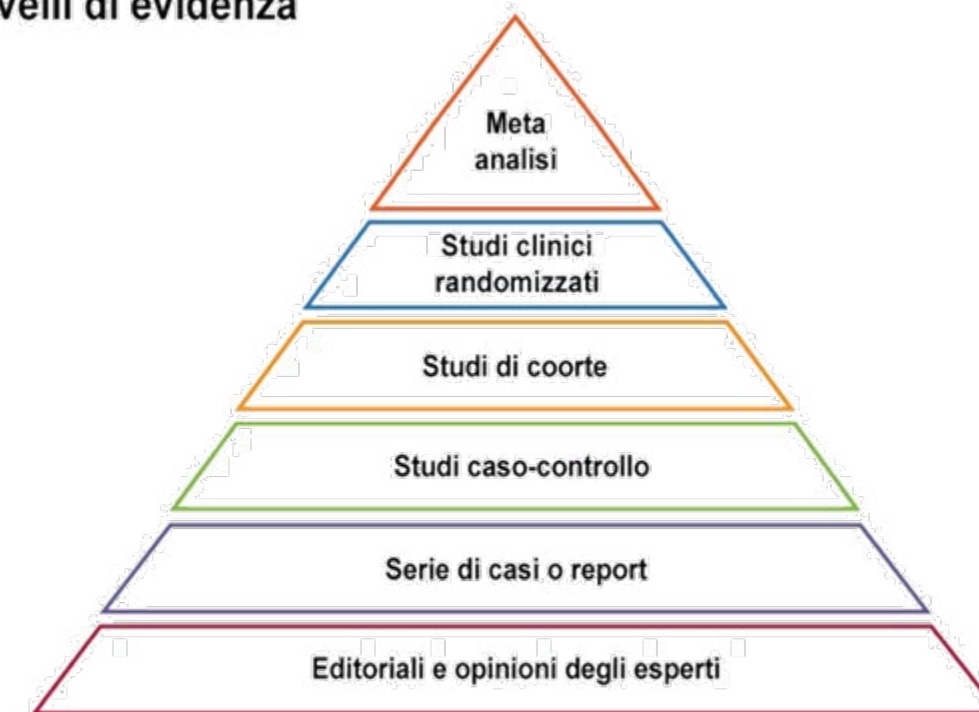 di evidenza
Meta
analisi
Studi clinici
randomizzati
Studi di coorte
Studi caso-controllo
Serie di casi o report
Editoriali e opinioni degli esperti